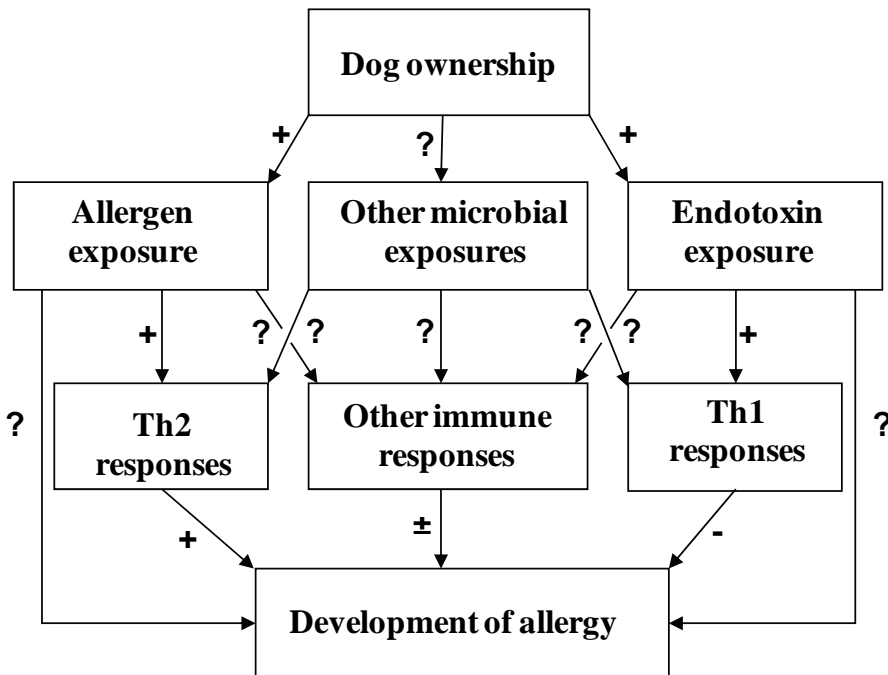 Dog ownership
+ ? +
Allergen
exposure
Other microbial
exposures
Endotoxin
exposure
+ ? ? ? ? ? +
? ?
Th2
responses
Other immune
responses
Th1
responses
+ ± -
Development of allergy